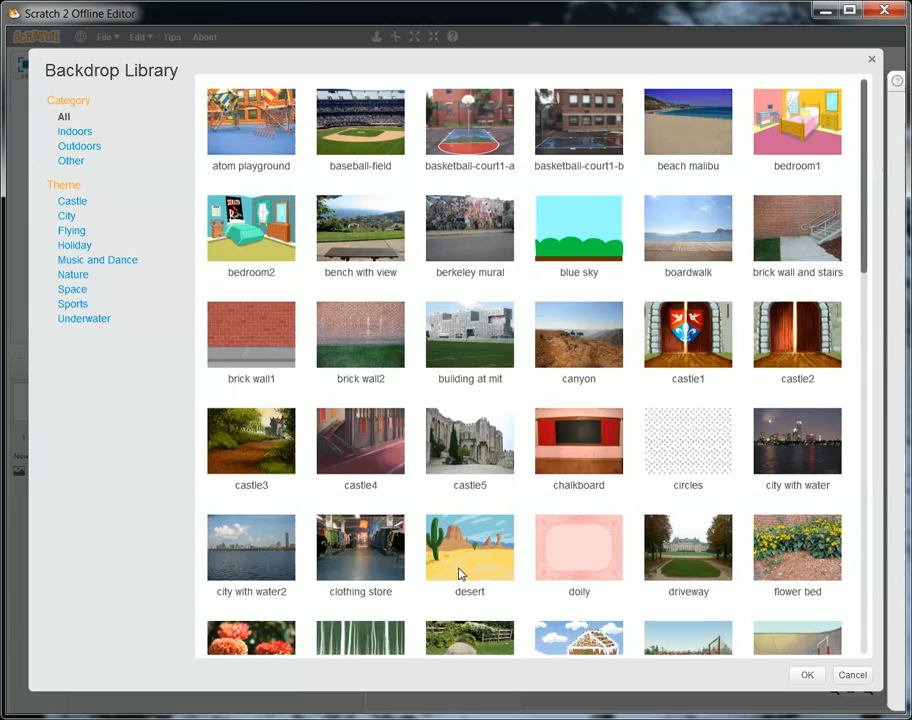 Scratch 2 Offline Editor
SCRATCH File Edit Tips About
Backdrop Library
Category
All
Indoors
Outdoors
Other
Theme
Castle
City
Flying
Holiday
Music and Dance
Nature
Space
Sports
Underwater
atom playground baseball-field basketball-court1-a basketball-court1-b beach malibu bedroom1
bedroom2 bench with view berkeley mural blue sky boardwalk brick wall and stairs
brick wall1 brick wall2 building at mit canyon castle1 castle2
castle3 castle4 castle5 chalkboard circles city with water
city with water2 clothing store desert doily driveway flower bed
OK Cancel